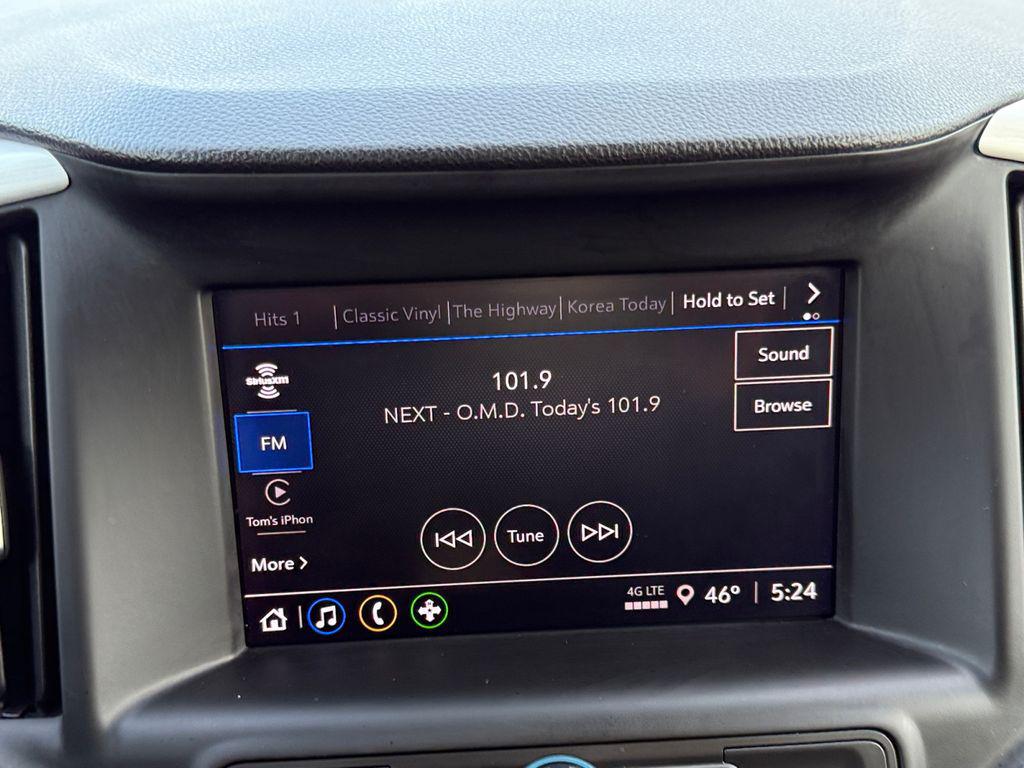 Hits 1 | Classic Vinyl | The Highway | Korea Today | Hold to Set |
SiriusXM
FM
Tom's iPhon
More
101.9
NEXT - O.M.D. Today's 101.9
Sound
Browse
Tune
4G LTE
46° | 5:24